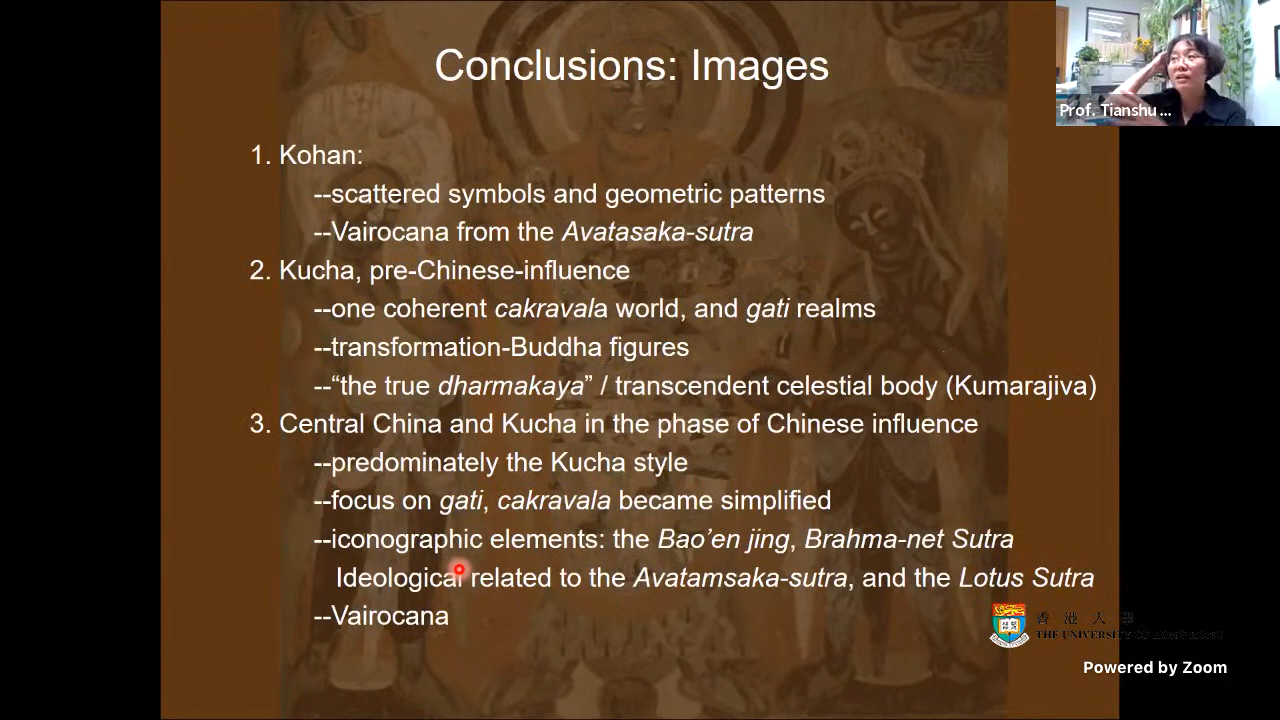 Conclusions: Images
Prof. Tianshu ...
1. Kohan:
--scattered symbols and geometric patterns
--Vairocana from the Avatasaka-sutra
2. Kucha, pre-Chinese-influence
--one coherent cakravala world, and gati realms
--transformation-Buddha figures
--“the true dharmakaya” / transcendent celestial body (Kumarajiva)
3. Central China and Kucha in the phase of Chinese influence
--predominately the Kucha style
--focus on gati, cakravala became simplified
--iconographic elements: the Bao’en jing, Brahma-net Sutra
Ideological related to the Avatamsaka-sutra, and the Lotus Sutra
--Vairocana
香港大學
THE UNIVERSITY OF HONG KONG
Powered by Zoom